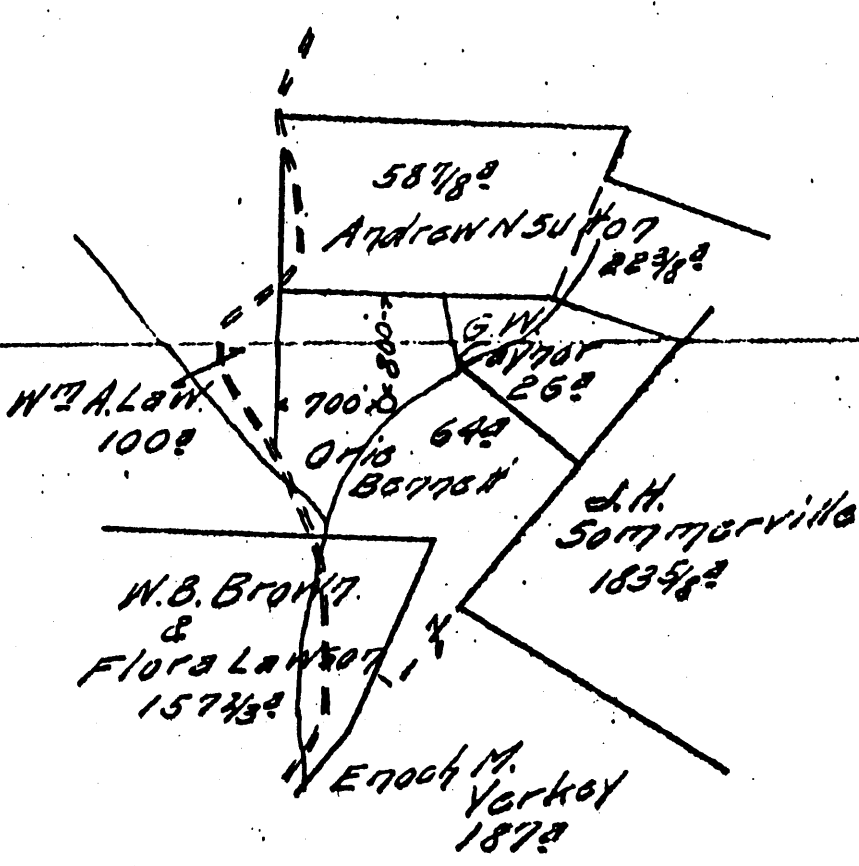 58 7/8 a
Andrew N Sutton
22 3/8 a
G. W.
Gaynor
26 a
800'
Wm A. Law.
100 a
700'
64 a
Orie
Bennett
J. H.
Sommerville
183 5/8 a
W. B. Brown
&
Flora Lawson
157 2/3 a
Enoch M.
Yerkey
187 a